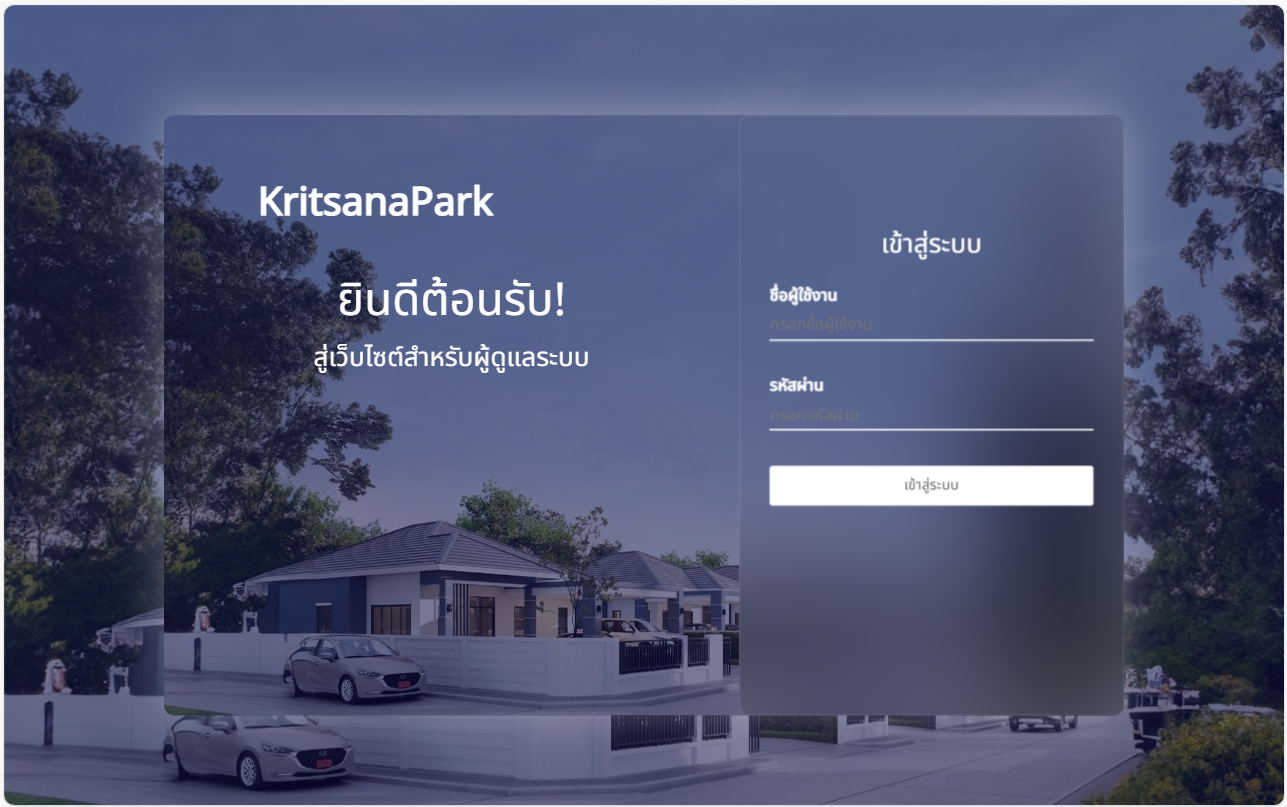 KritsanaPark
ยินดีต้อนรับ!
สู่เว็บไซต์สำหรับผู้ดูแลระบบ
เข้าสู่ระบบ
ชื่อผู้ใช้งาน
กรอกชื่อผู้ใช้งาน
รหัสผ่าน
กรอกรหัสผ่าน
เข้าสู่ระบบ